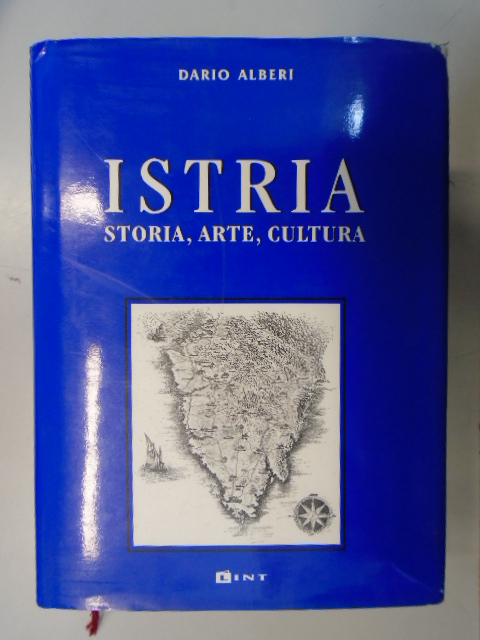 DARIO ALBERI
ISTRIA
STORIA, ARTE, CULTURA
LINT